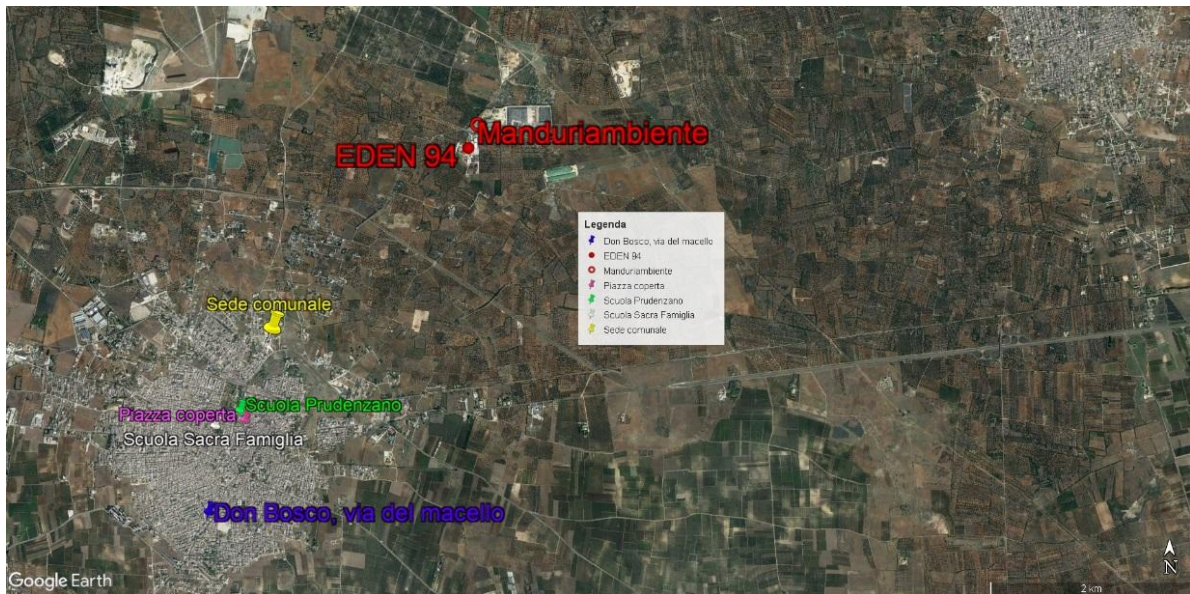 Manduriambiente
EDEN 94
Legenda
Don Bosco, via del macello
EDEN 94
Manduriambiente
Piazza coperta
Scuola Prudenzano
Scuola Sacra Famiglia
Sede comunale
Sede comunale
Scuola Prudenzano
Piazza coperta
Scuola Sacra Famiglia
Don Bosco, via del macello
Google Earth
N
2 km